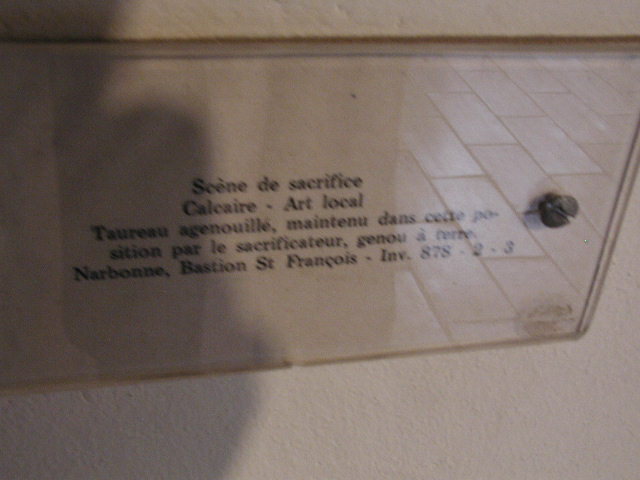 Scène de sacrifice
Calcaire - Art local
Taureau agenouillé, maintenu dans cette po-
sition par le sacrificateur, genou à terre.
Narbonne, Bastion St François - Inv. 878 - 2 - 3